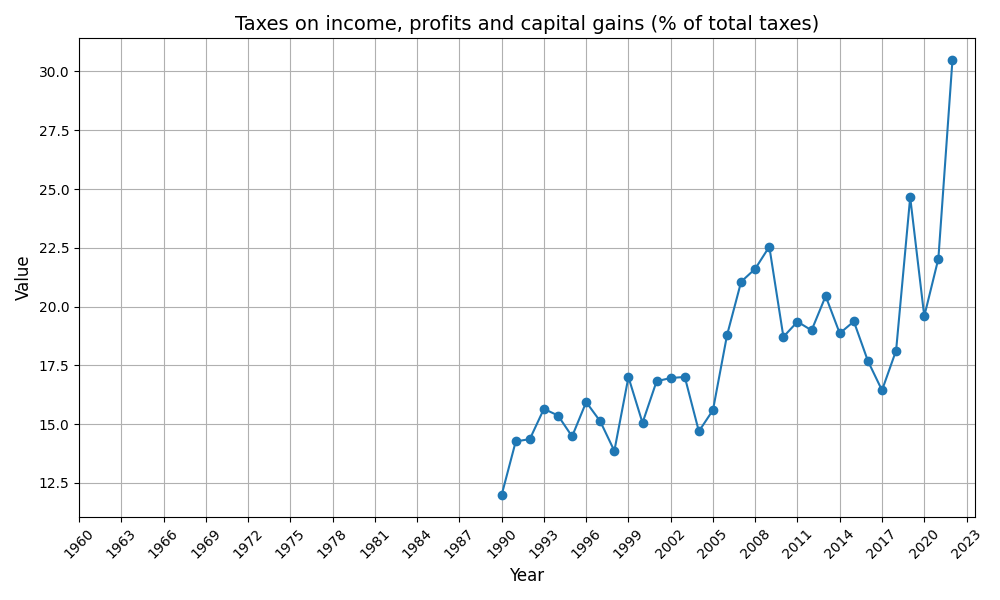 Taxes on income, profits and capital gains (% of total taxes)
30.0
27.5
25.0
22.5
20.0
17.5
15.0
12.5
Value
1960 1963 1966 1969 1972 1975 1978 1981 1984 1987 1990 1993 1996 1999 2002 2005 2008 2011 2014 2017 2020 2023
Year